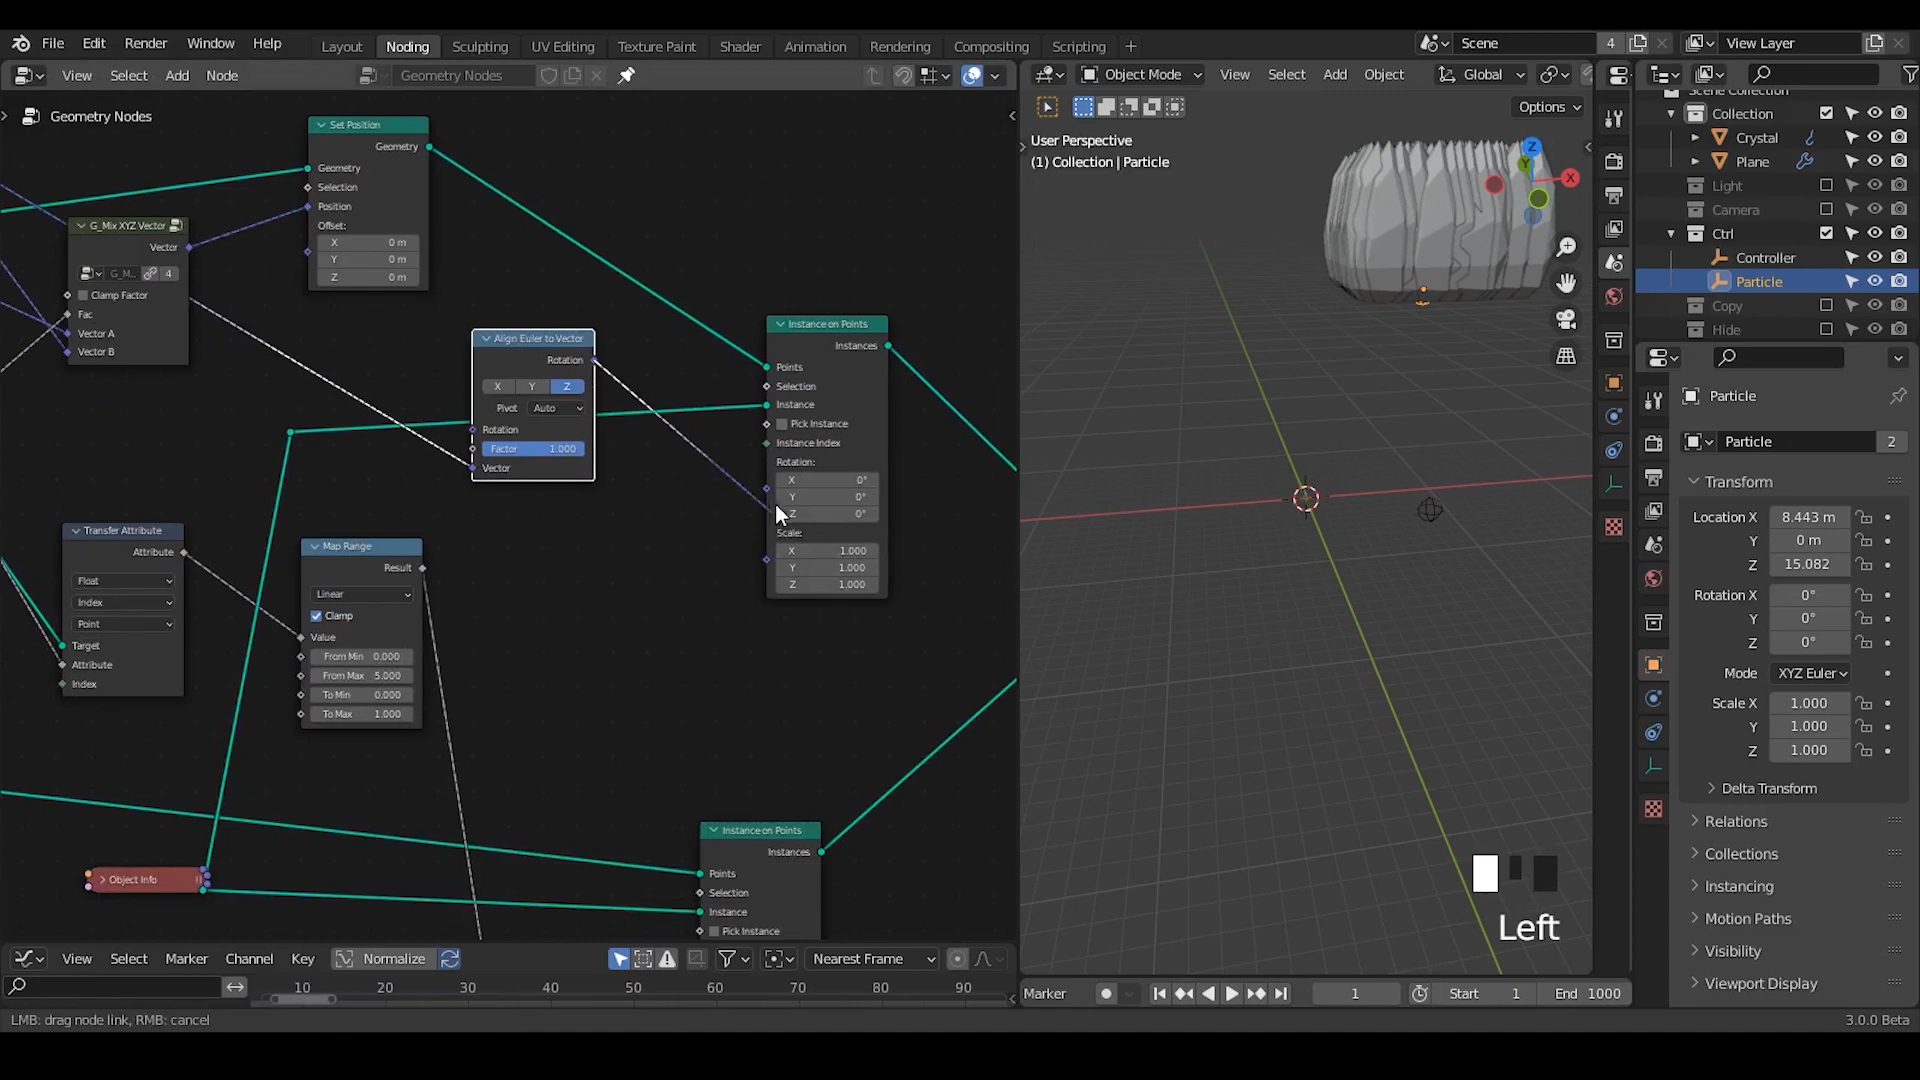 File Edit Render Window Help Layout Noding Sculpting UV Editing Texture Paint Shader Animation Rendering Compositing Scripting + Scene 4 View Layer
View Select Add Node Geometry Nodes Object Mode View Select Add Object Global
Options
Geometry Nodes
Set Position
Geometry
Geometry
Selection
Position
Offset:
X 0 m
Y 0 m
Z 0 m
G_Mix XYZ Vector
Vector
G_M... 4
Clamp Factor
Fac
Vector A
Vector B
Align Euler to Vector
Rotation
X Y Z
Pivot Auto
Rotation
Factor 1.000
Vector
Instance on Points
Instances
Points
Selection
Instance
Pick Instance
Instance Index
Rotation:
X 0°
Y 0°
Z 0°
Scale:
X 1.000
Y 1.000
Z 1.000
Transfer Attribute
Attribute
Float
Index
Point
Target
Attribute
Index
Map Range
Result
Linear
Clamp
Value
From Min 0.000
From Max 5.000
To Min 0.000
To Max 1.000
Object Info
Instance on Points
Instances
Points
Selection
Instance
Pick Instance
User Perspective
(1) Collection | Particle
Z
Y
X
Left
Scene Collection
Collection
Crystal
Plane
Light
Camera
Ctrl
Controller
Particle
Copy
Hide
Particle
Particle 2
Transform
Location X 8.443 m
Y 0 m
Z 15.082
Rotation X 0°
Y 0°
Z 0°
Mode XYZ Euler
Scale X 1.000
Y 1.000
Z 1.000
Delta Transform
Relations
Collections
Instancing
Motion Paths
Visibility
Viewport Display
View Select Marker Channel Key Normalize Nearest Frame
10 20 30 40 50 60 70 80 90
Marker 1 Start 1 End 1000
LMB: drag node link, RMB: cancel
3.0.0 Beta